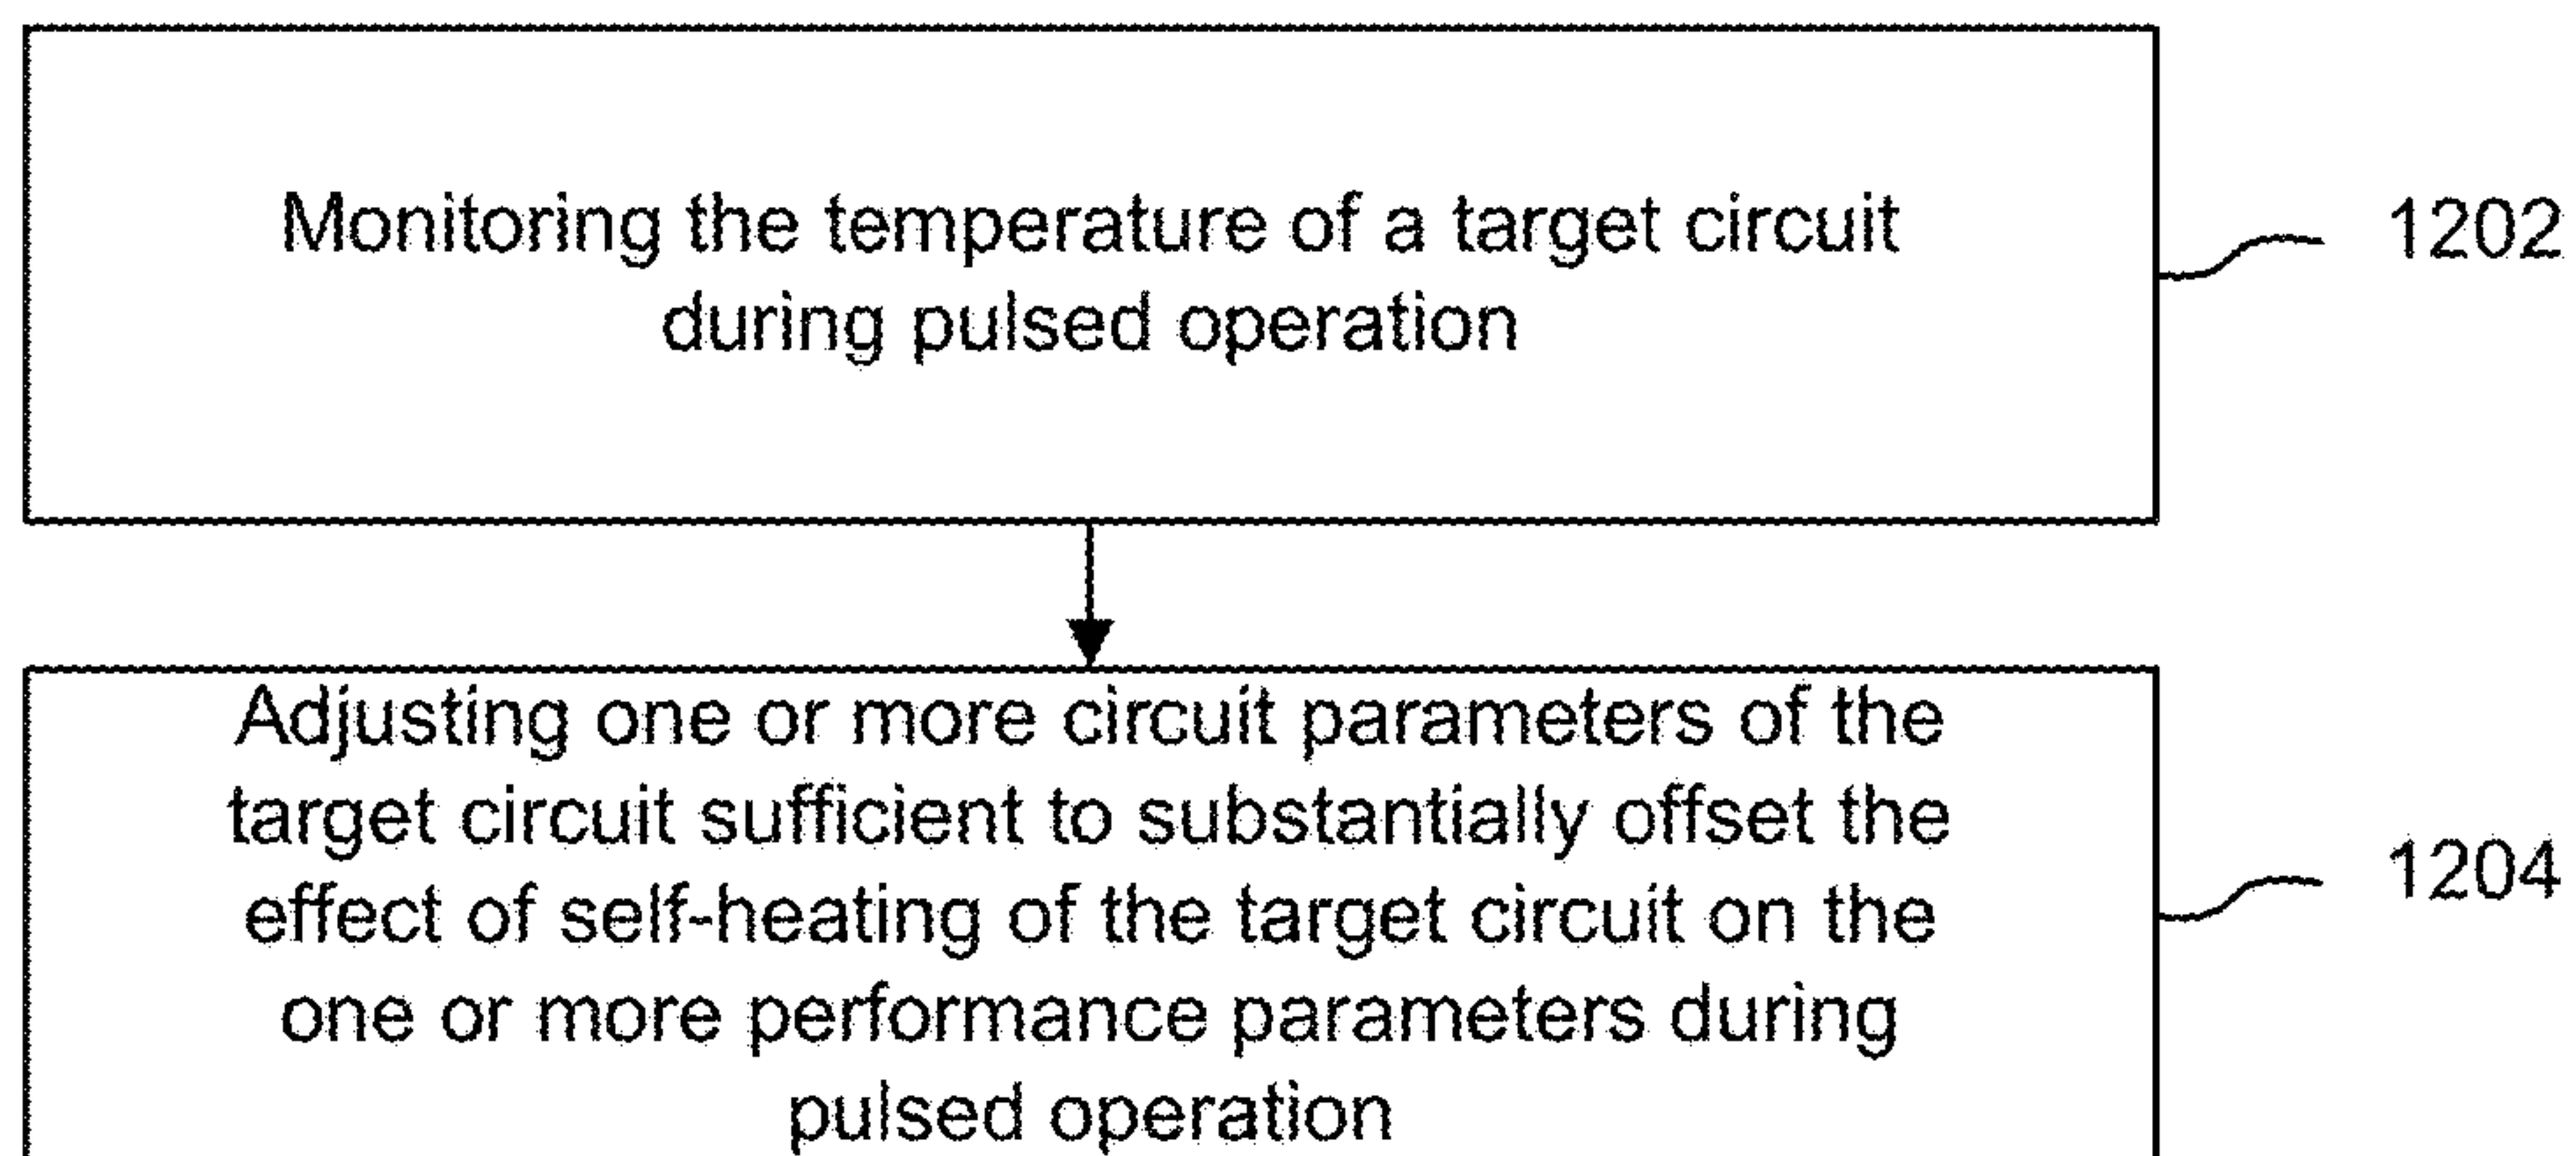 Monitoring the temperature of a target circuit
during pulsed operation
1202
Adjusting one or more circuit parameters of the
target circuit sufficient to substantially offset the
effect of self-heating of the target circuit on the
one or more performance parameters during
pulsed operation
1204